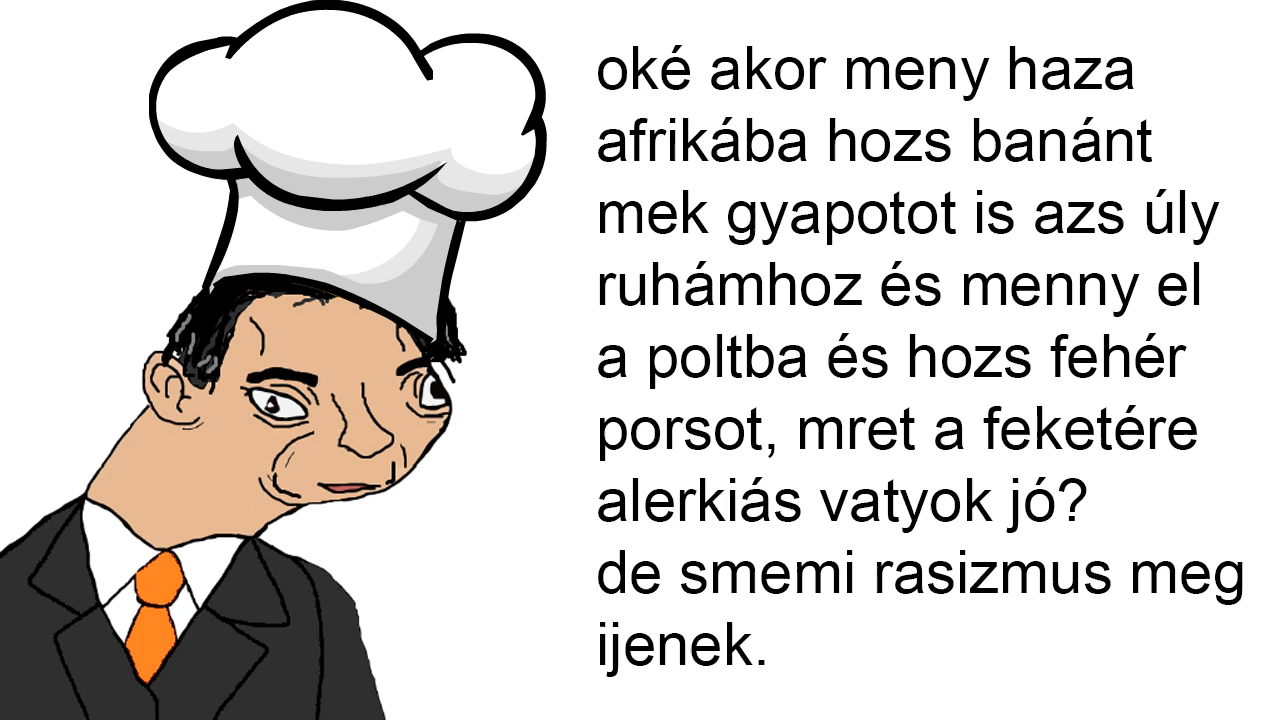 oké akor meny haza
afrikába hozs banánt
mek gyapotot is azs úly
ruhámhoz és menny el
a poltba és hozs fehér
porsot, mret a feketére
alerkiás vatyok jó?
de smemi rasizmus meg
ijenek.